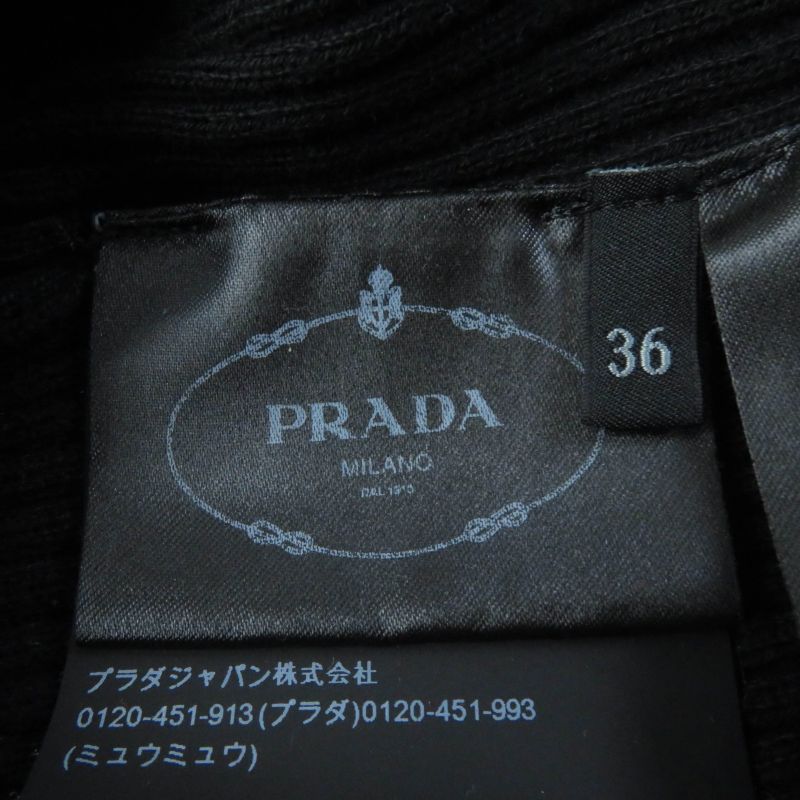 PRADA
MILANO
DAL 1913
36
プラダジャパン株式会社
0120-451-913(プラダ)0120-451-993
(ミュウミュウ)